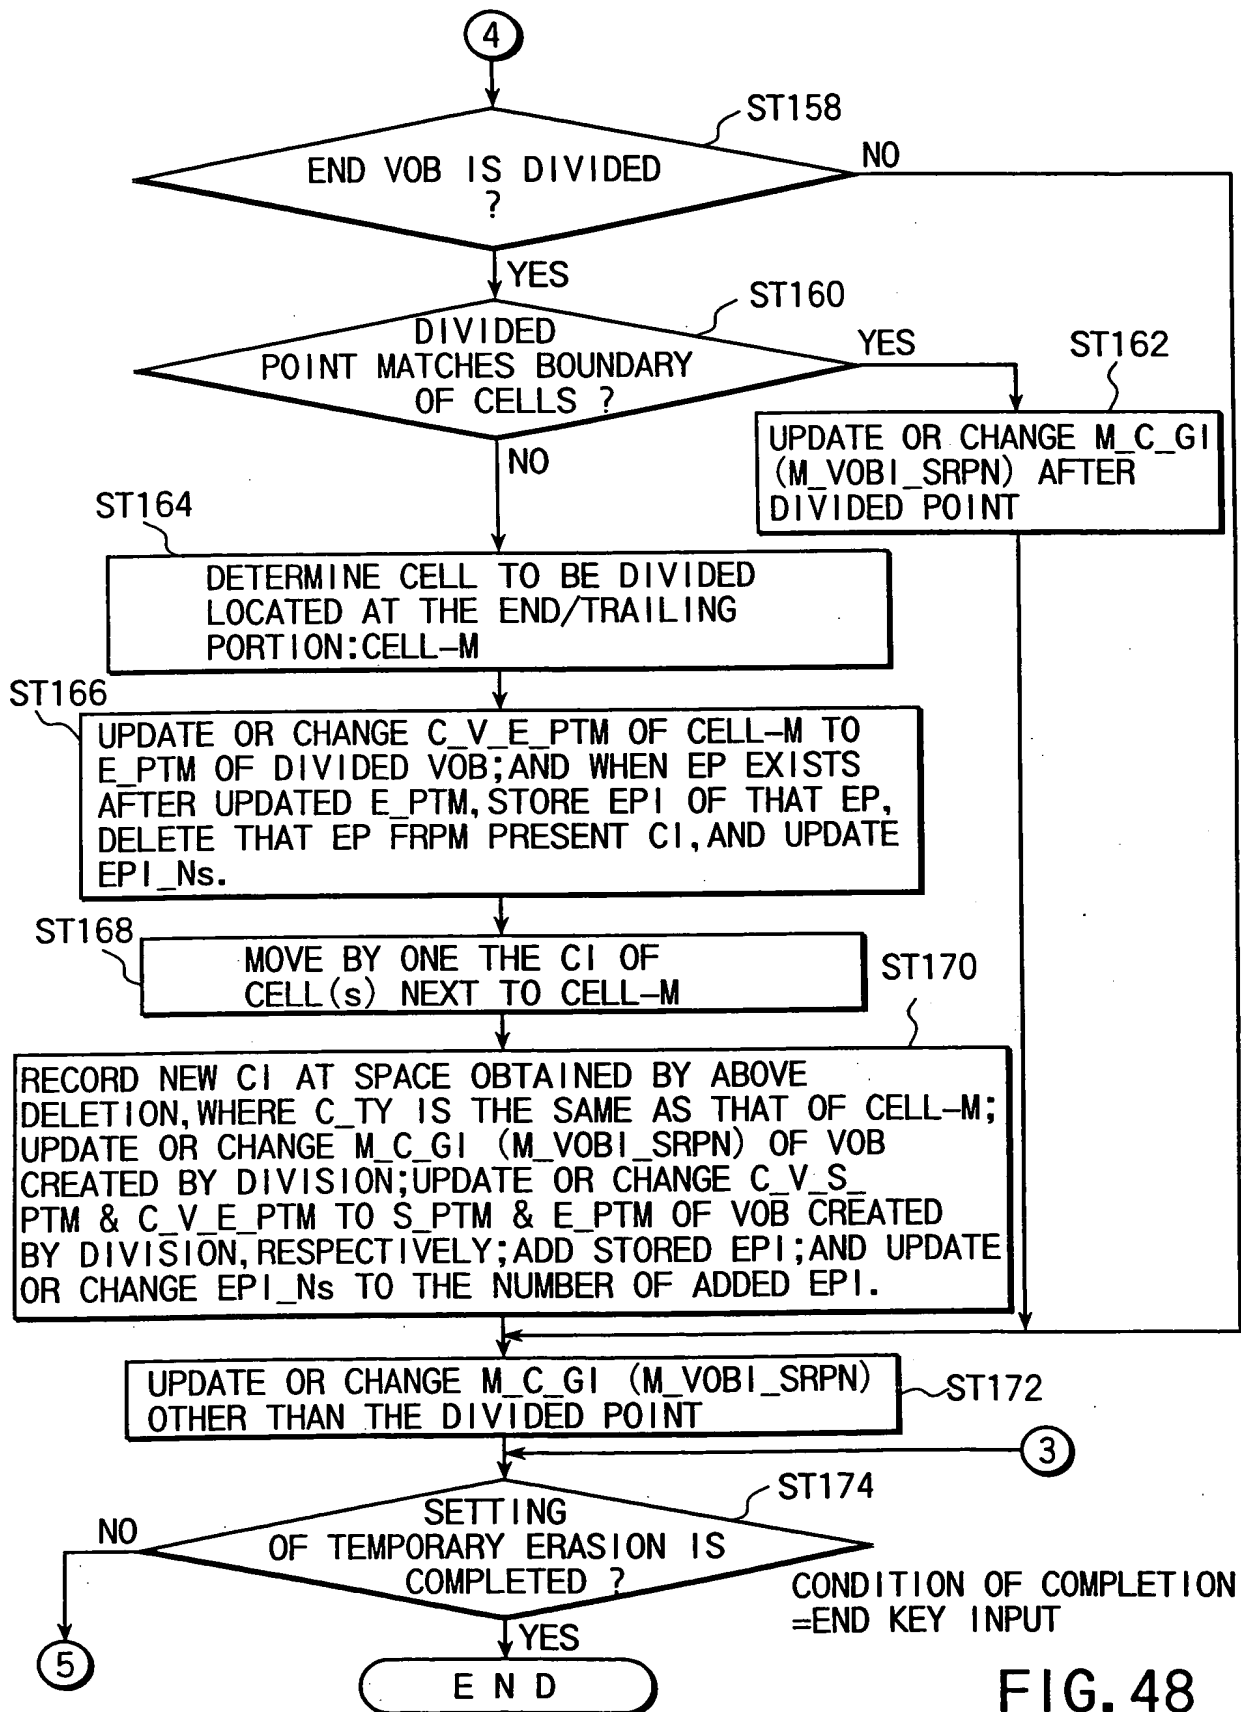 4
ST158
END VOB IS DIVIDED
?
NO
YES
ST160
DIVIDED
POINT MATCHES BOUNDARY
OF CELLS ?
YES
NO
ST162
UPDATE OR CHANGE M_C_GI
(M_VOBI_SRPN) AFTER
DIVIDED POINT
ST164
DETERMINE CELL TO BE DIVIDED
LOCATED AT THE END/TRAILING
PORTION:CELL-M
ST166
UPDATE OR CHANGE C_V_E_PTM OF CELL-M TO
E_PTM OF DIVIDED VOB;AND WHEN EP EXISTS
AFTER UPDATED E_PTM,STORE EPI OF THAT EP,
DELETE THAT EP FRPM PRESENT CI,AND UPDATE
EPI_Ns.
ST168
MOVE BY ONE THE CI OF
CELL(s) NEXT TO CELL-M
ST170
RECORD NEW CI AT SPACE OBTAINED BY ABOVE
DELETION,WHERE C_TY IS THE SAME AS THAT OF CELL-M;
UPDATE OR CHANGE M_C_GI (M_VOBI_SRPN) OF VOB
CREATED BY DIVISION;UPDATE OR CHANGE C_V_S_
PTM & C_V_E_PTM TO S_PTM & E_PTM OF VOB CREATED
BY DIVISION,RESPECTIVELY;ADD STORED EPI;AND UPDATE
OR CHANGE EPI_Ns TO THE NUMBER OF ADDED EPI.
UPDATE OR CHANGE M_C_GI (M_VOBI_SRPN)
OTHER THAN THE DIVIDED POINT
ST172
3
ST174
SETTING
OF TEMPORARY ERASION IS
COMPLETED ?
NO
CONDITION OF COMPLETION
=END KEY INPUT
5
YES
END
FIG. 48